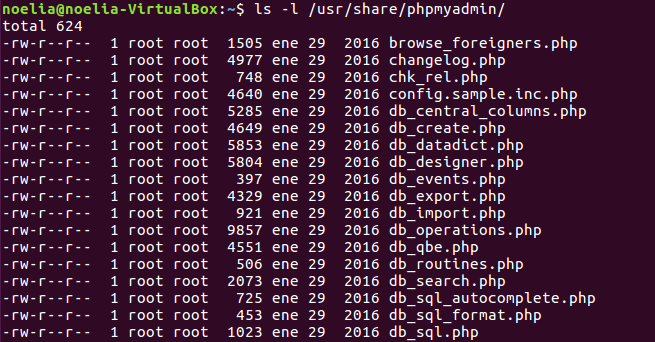 noelia@noelia-VirtualBox:~$ ls -l /usr/share/phpmyadmin/
total 624
-rw-r--r--  1 root root  1505 ene 29  2016 browse_foreigners.php
-rw-r--r--  1 root root  4977 ene 29  2016 changelog.php
-rw-r--r--  1 root root   748 ene 29  2016 chk_rel.php
-rw-r--r--  1 root root  4640 ene 29  2016 config.sample.inc.php
-rw-r--r--  1 root root  5285 ene 29  2016 db_central_columns.php
-rw-r--r--  1 root root  4649 ene 29  2016 db_create.php
-rw-r--r--  1 root root  5853 ene 29  2016 db_datadict.php
-rw-r--r--  1 root root  5804 ene 29  2016 db_designer.php
-rw-r--r--  1 root root   397 ene 29  2016 db_events.php
-rw-r--r--  1 root root  4329 ene 29  2016 db_export.php
-rw-r--r--  1 root root   921 ene 29  2016 db_import.php
-rw-r--r--  1 root root  9857 ene 29  2016 db_operations.php
-rw-r--r--  1 root root  4551 ene 29  2016 db_qbe.php
-rw-r--r--  1 root root   506 ene 29  2016 db_routines.php
-rw-r--r--  1 root root  2073 ene 29  2016 db_search.php
-rw-r--r--  1 root root   725 ene 29  2016 db_sql_autocomplete.php
-rw-r--r--  1 root root   453 ene 29  2016 db_sql_format.php
-rw-r--r--  1 root root  1023 ene 29  2016 db_sql.php